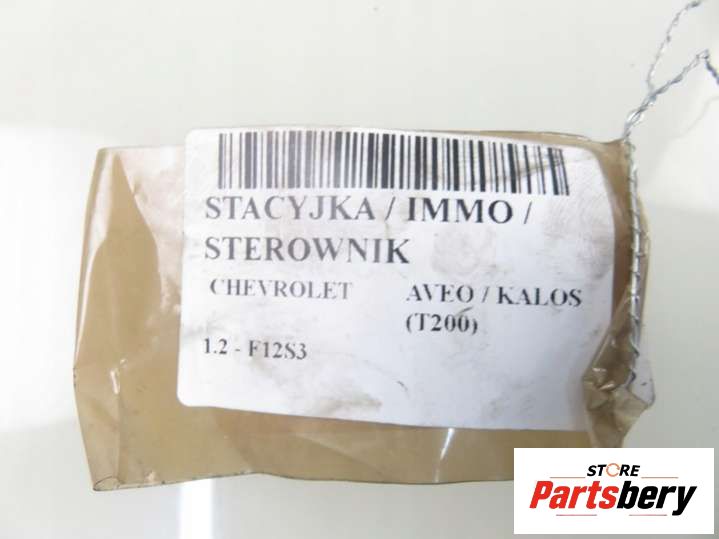 STACYJKA / IMMO /
STEROWNIK
CHEVROLET AVEO / KALOS
(T200)
1.2 - F12S3
STORE
Partsbery